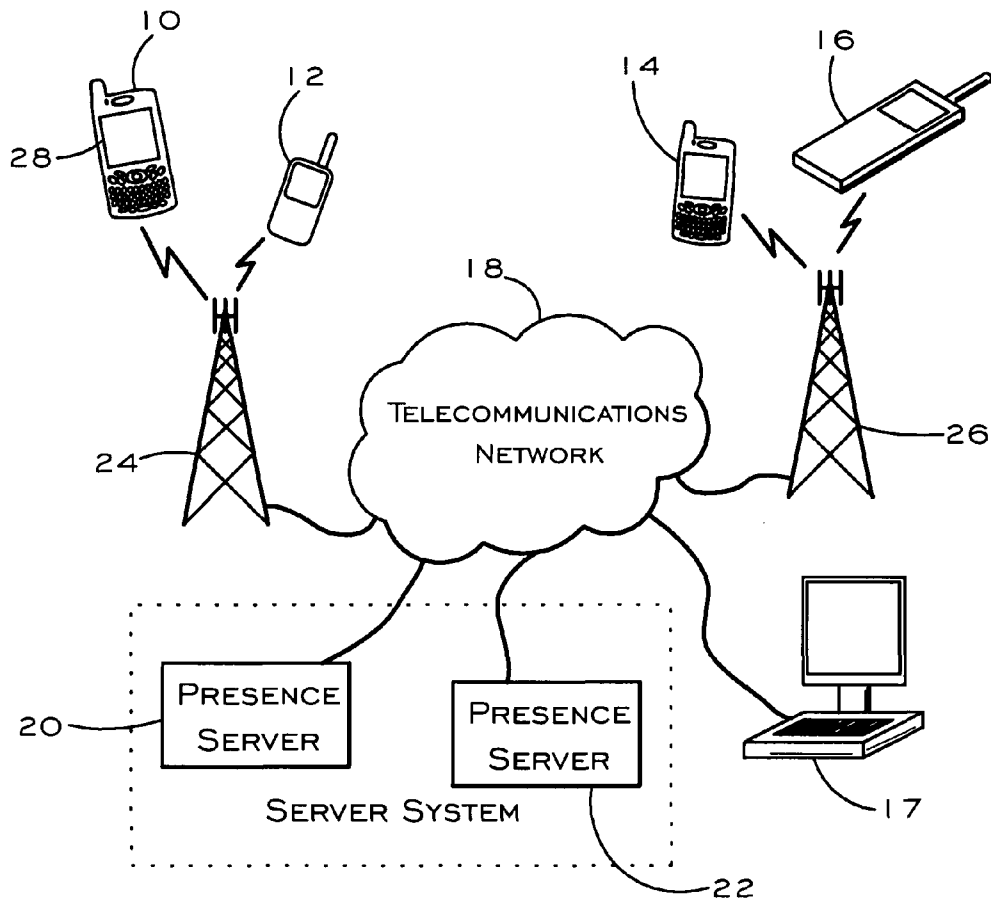 10
12
28
14
16
18
TELECOMMUNICATIONS
NETWORK
24
26
PRESENCE
SERVER
20
PRESENCE
SERVER
SERVER SYSTEM
17
22